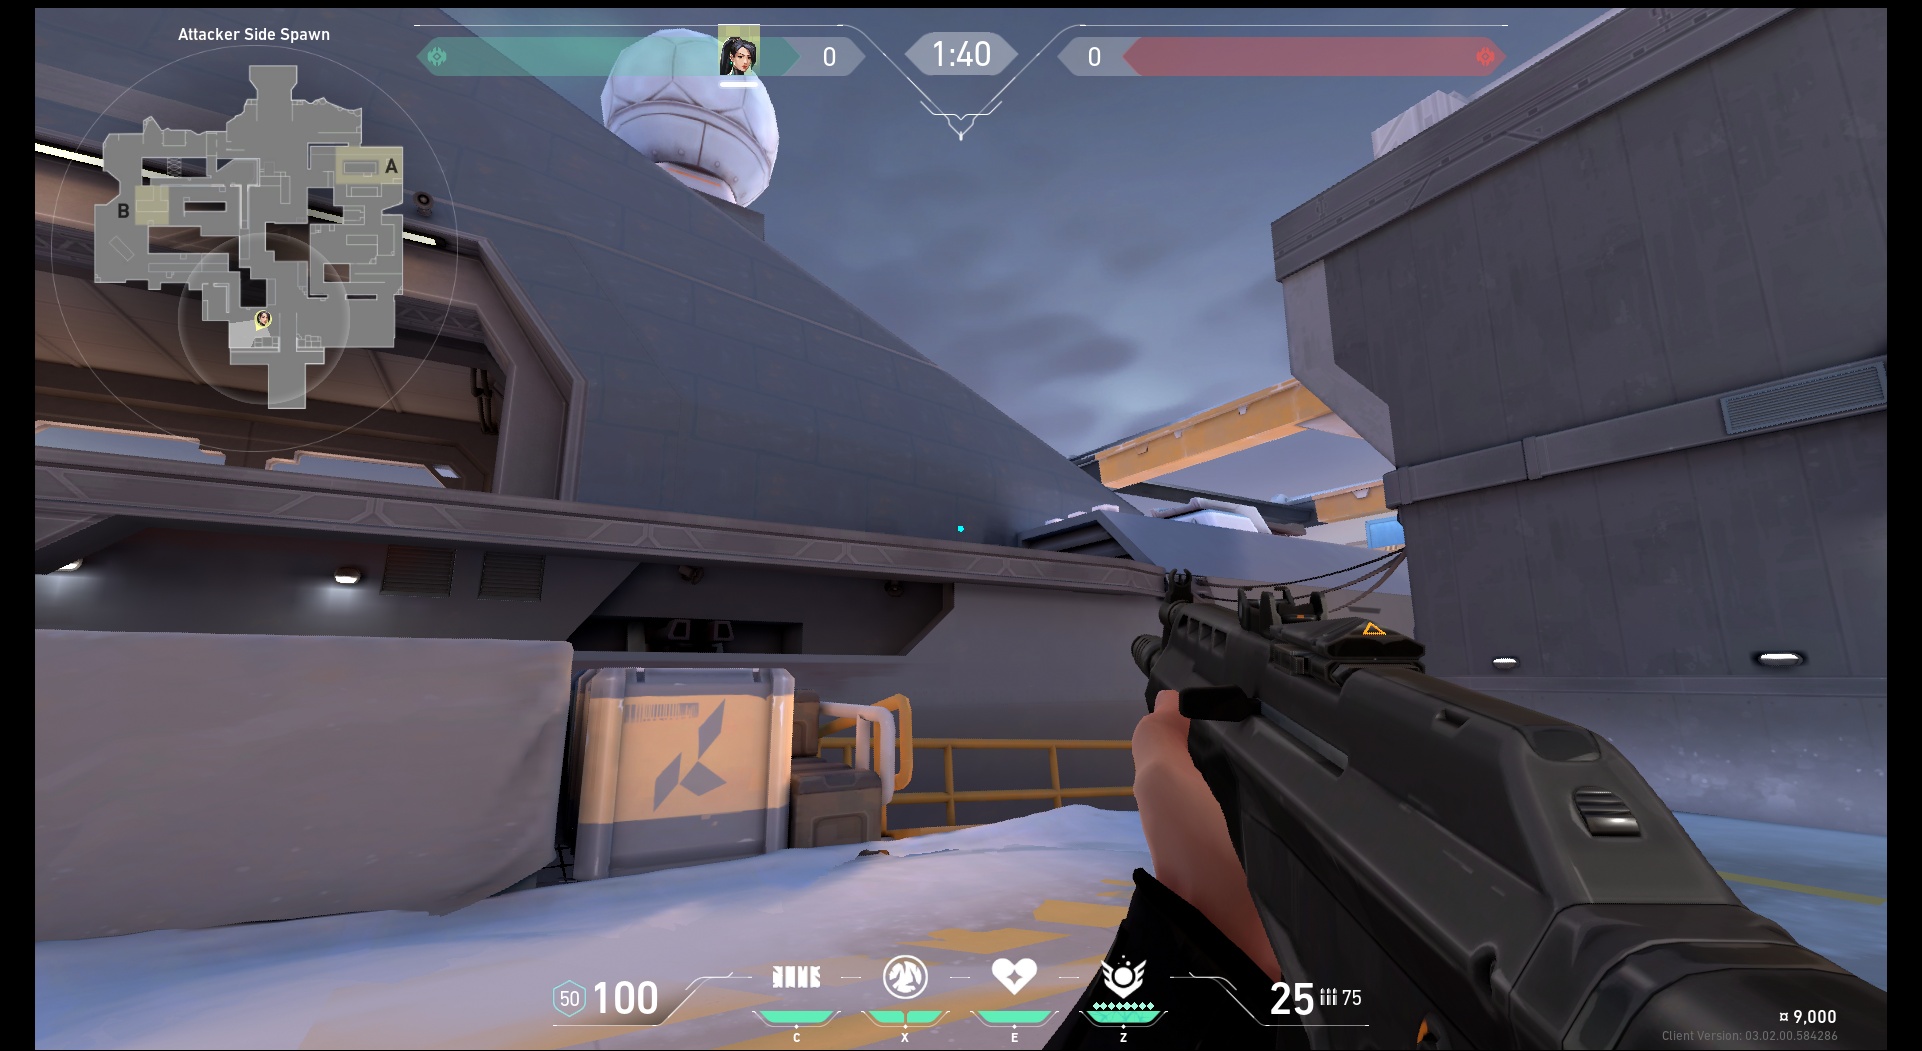 Attacker Side Spawn
0
1:40
0
A
B
50
100
25
75
C
X
E
Z
¤ 9,000
Client Version: 03.02.00.584286